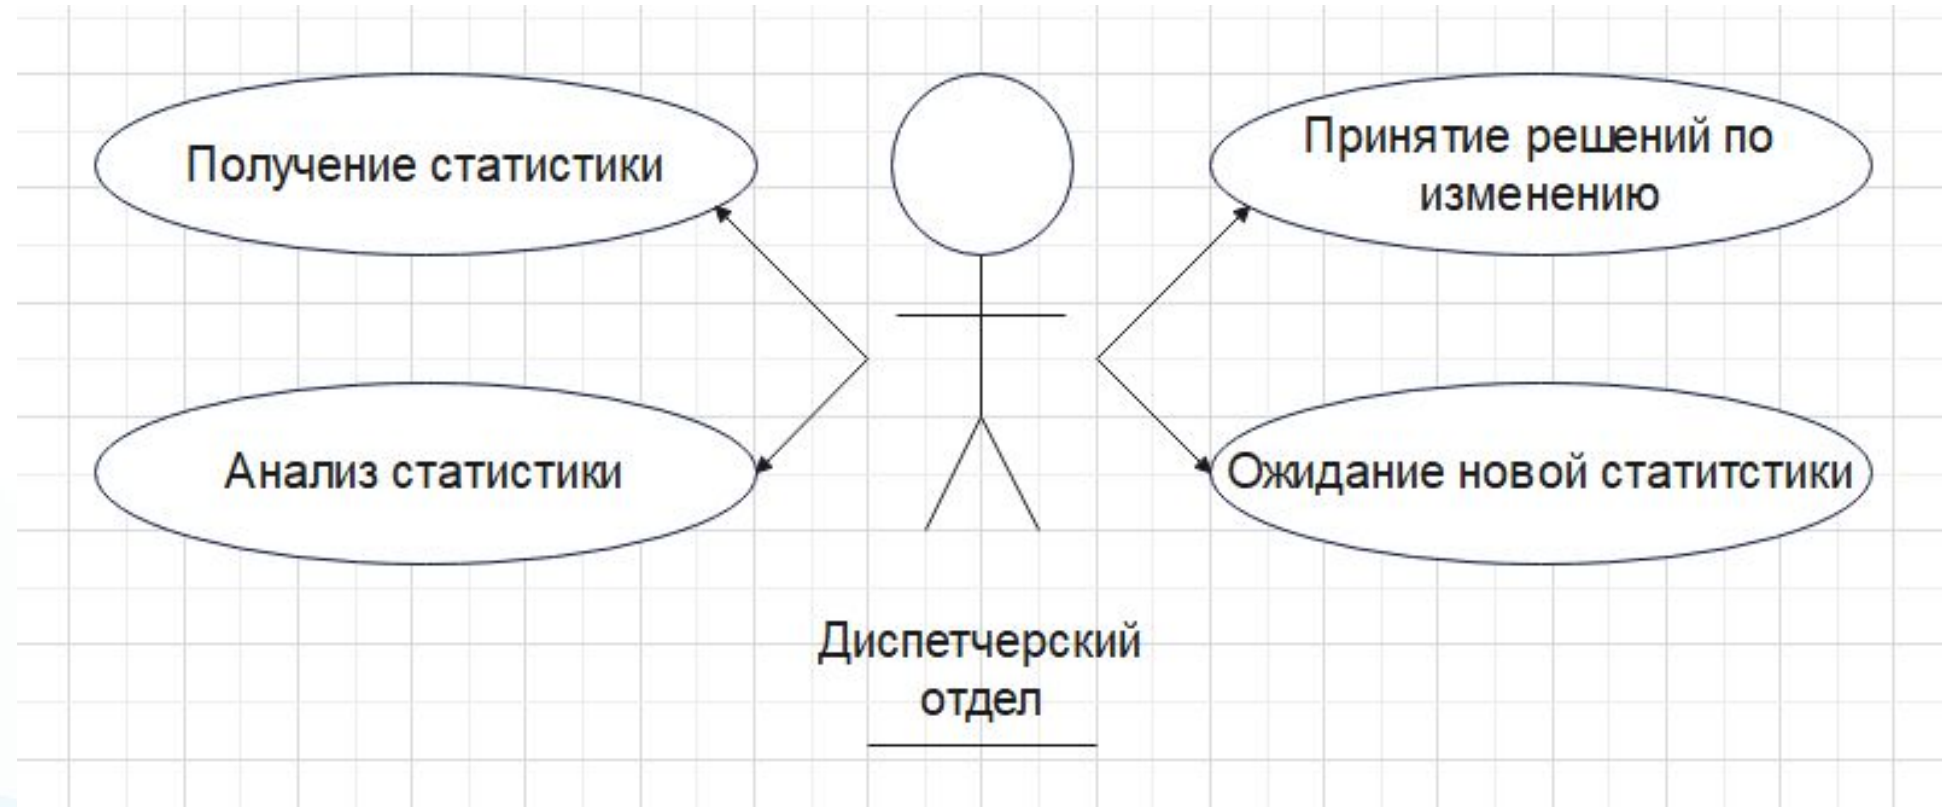 Получение статистики
Принятие решений по
изменению
Анализ статистики
Ожидание новой статитстики
Диспетчерский
отдел